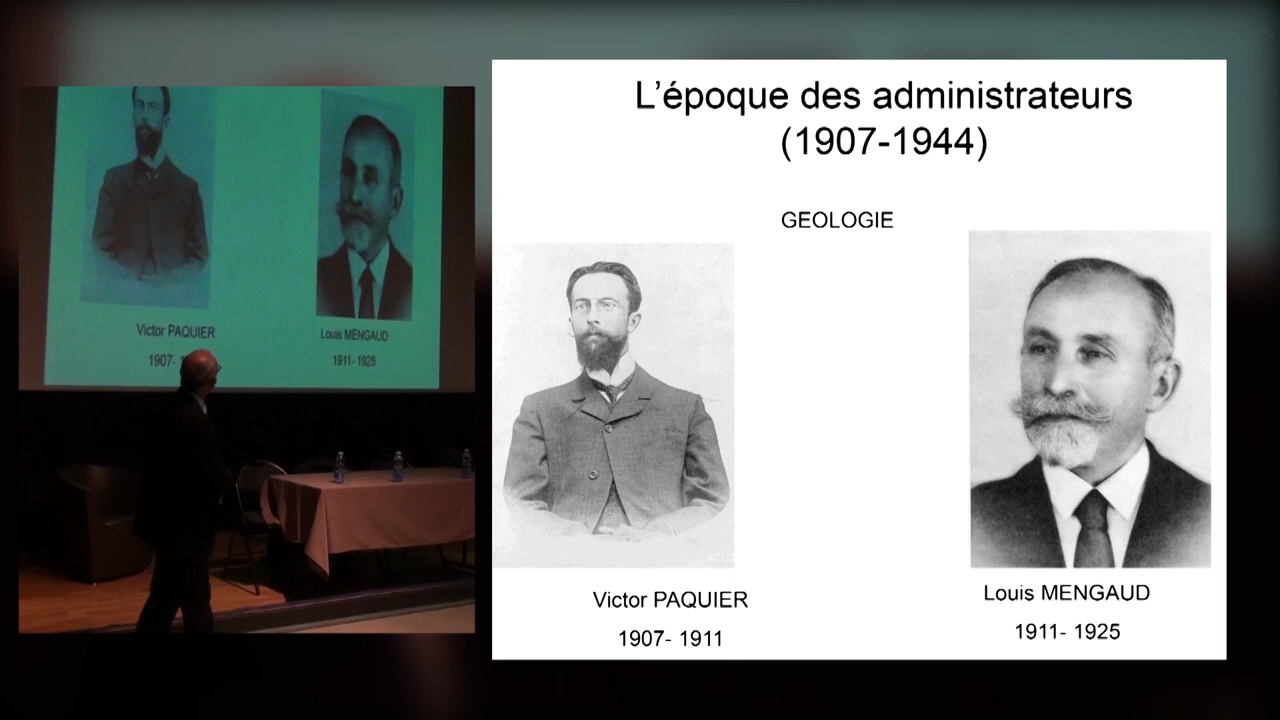 Victor PAQUIER
1907-
Louis MENGAUD
1911- 1925
L'époque des administrateurs
(1907-1944)
GEOLOGIE
Victor PAQUIER
1907- 1911
Louis MENGAUD
1911- 1925